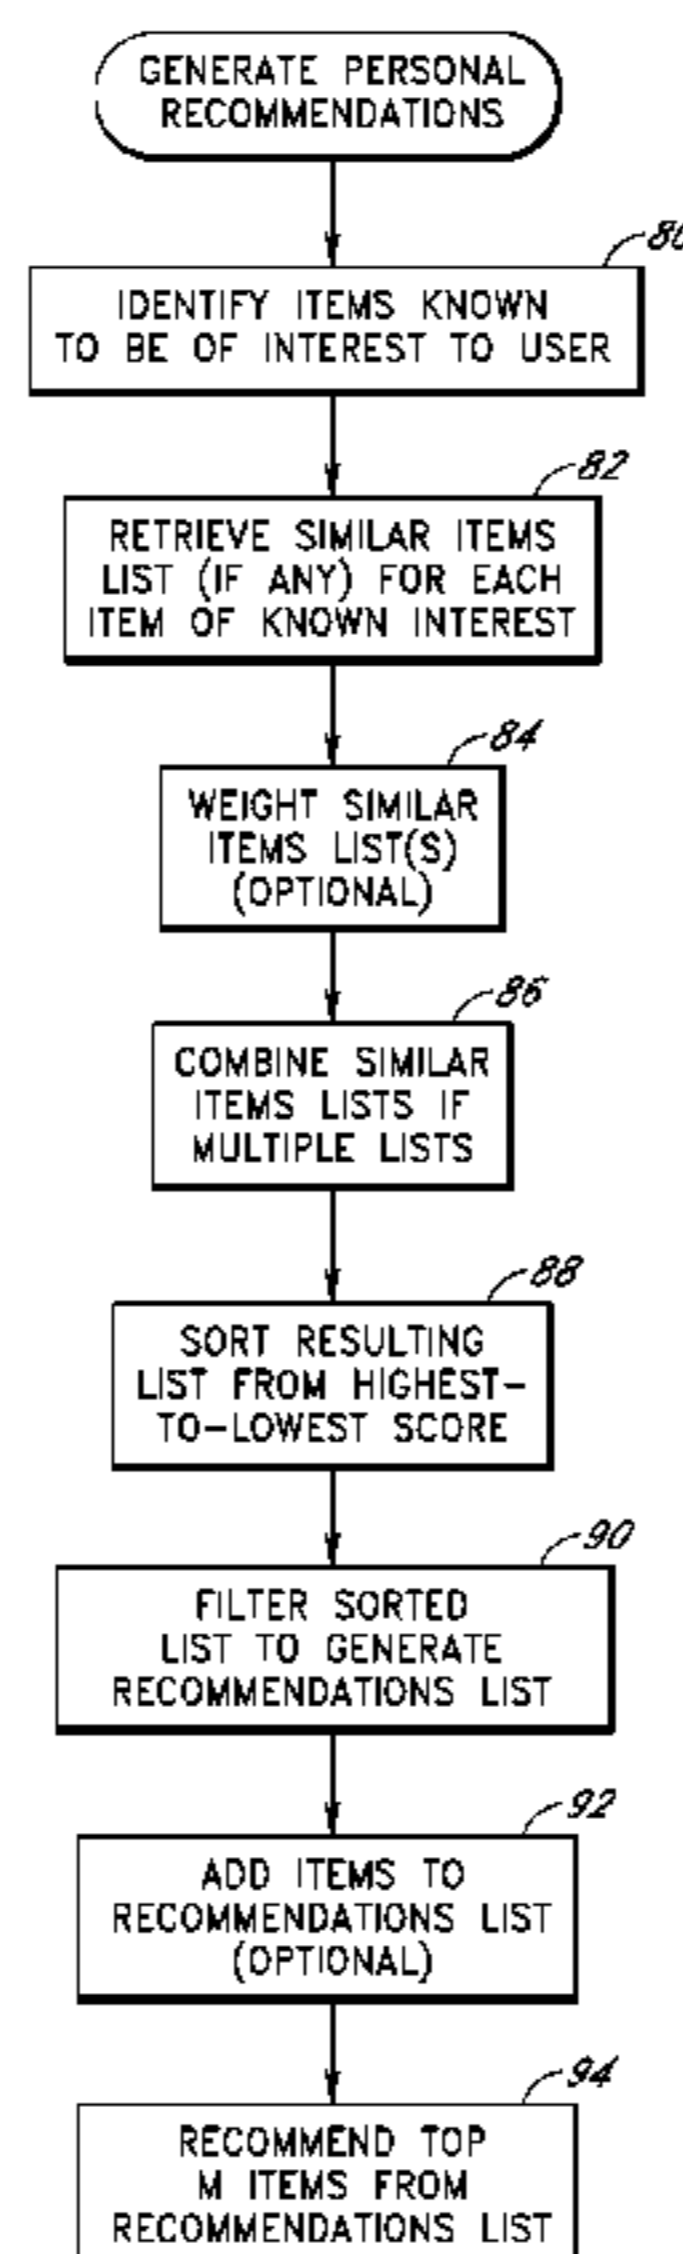 GENERATE PERSONAL
RECOMMENDATIONS
80
IDENTIFY ITEMS KNOWN
TO BE OF INTEREST TO USER
82
RETRIEVE SIMILAR ITEMS
LIST (IF ANY) FOR EACH
ITEM OF KNOWN INTEREST
84
WEIGHT SIMILAR
ITEMS LIST(S)
(OPTIONAL)
86
COMBINE SIMILAR
ITEMS LISTS IF
MULTIPLE LISTS
88
SORT RESULTING
LIST FROM HIGHEST-
TO-LOWEST SCORE
90
FILTER SORTED
LIST TO GENERATE
RECOMMENDATIONS LIST
92
ADD ITEMS TO
RECOMMENDATIONS LIST
(OPTIONAL)
94
RECOMMEND TOP
M ITEMS FROM
RECOMMENDATIONS LIST